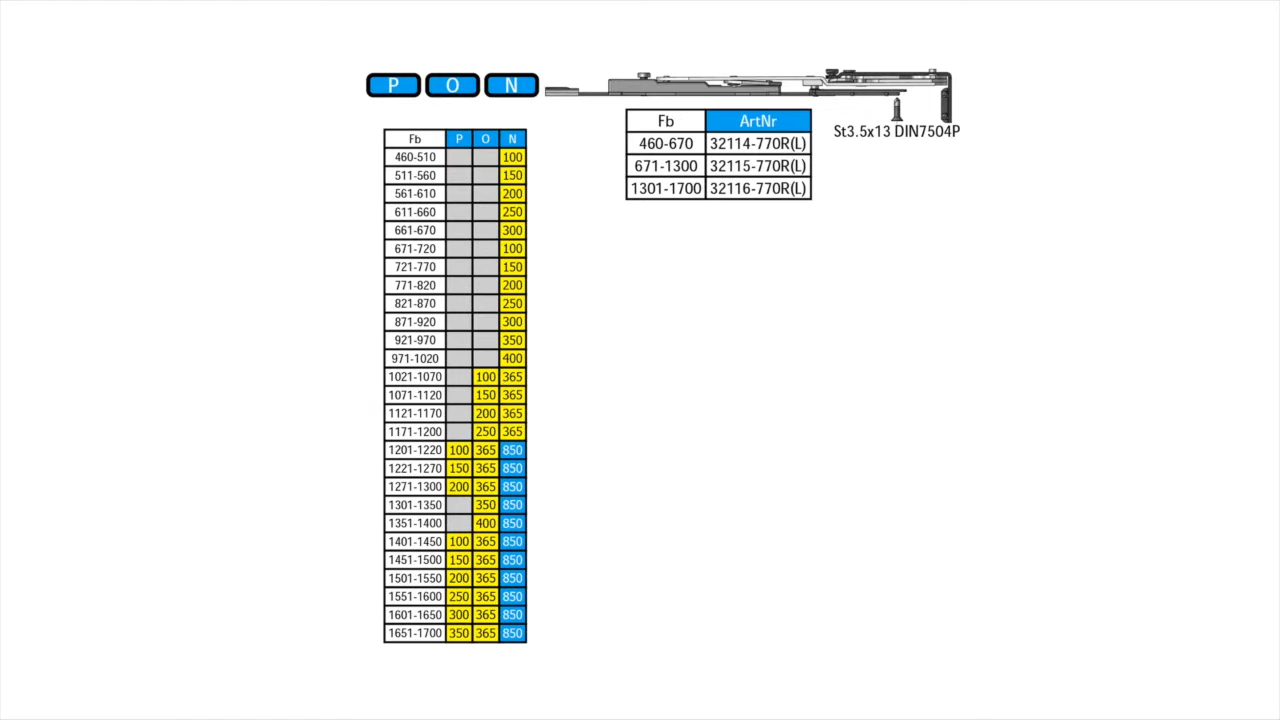 P O N
Fb ArtNr
460-670 32114-770R(L)
671-1300 32115-770R(L)
1301-1700 32116-770R(L)
St3.5x13 DIN7504P
Fb P O N
460-510 100
511-560 150
561-610 200
611-660 250
661-670 300
671-720 100
721-770 150
771-820 200
821-870 250
871-920 300
921-970 350
971-1020 400
1021-1070 100 365
1071-1120 150 365
1121-1170 200 365
1171-1200 250 365
1201-1220 100 365 850
1221-1270 150 365 850
1271-1300 200 365 850
1301-1350 350 850
1351-1400 400 850
1401-1450 100 365 850
1451-1500 150 365 850
1501-1550 200 365 850
1551-1600 250 365 850
1601-1650 300 365 850
1651-1700 350 365 850